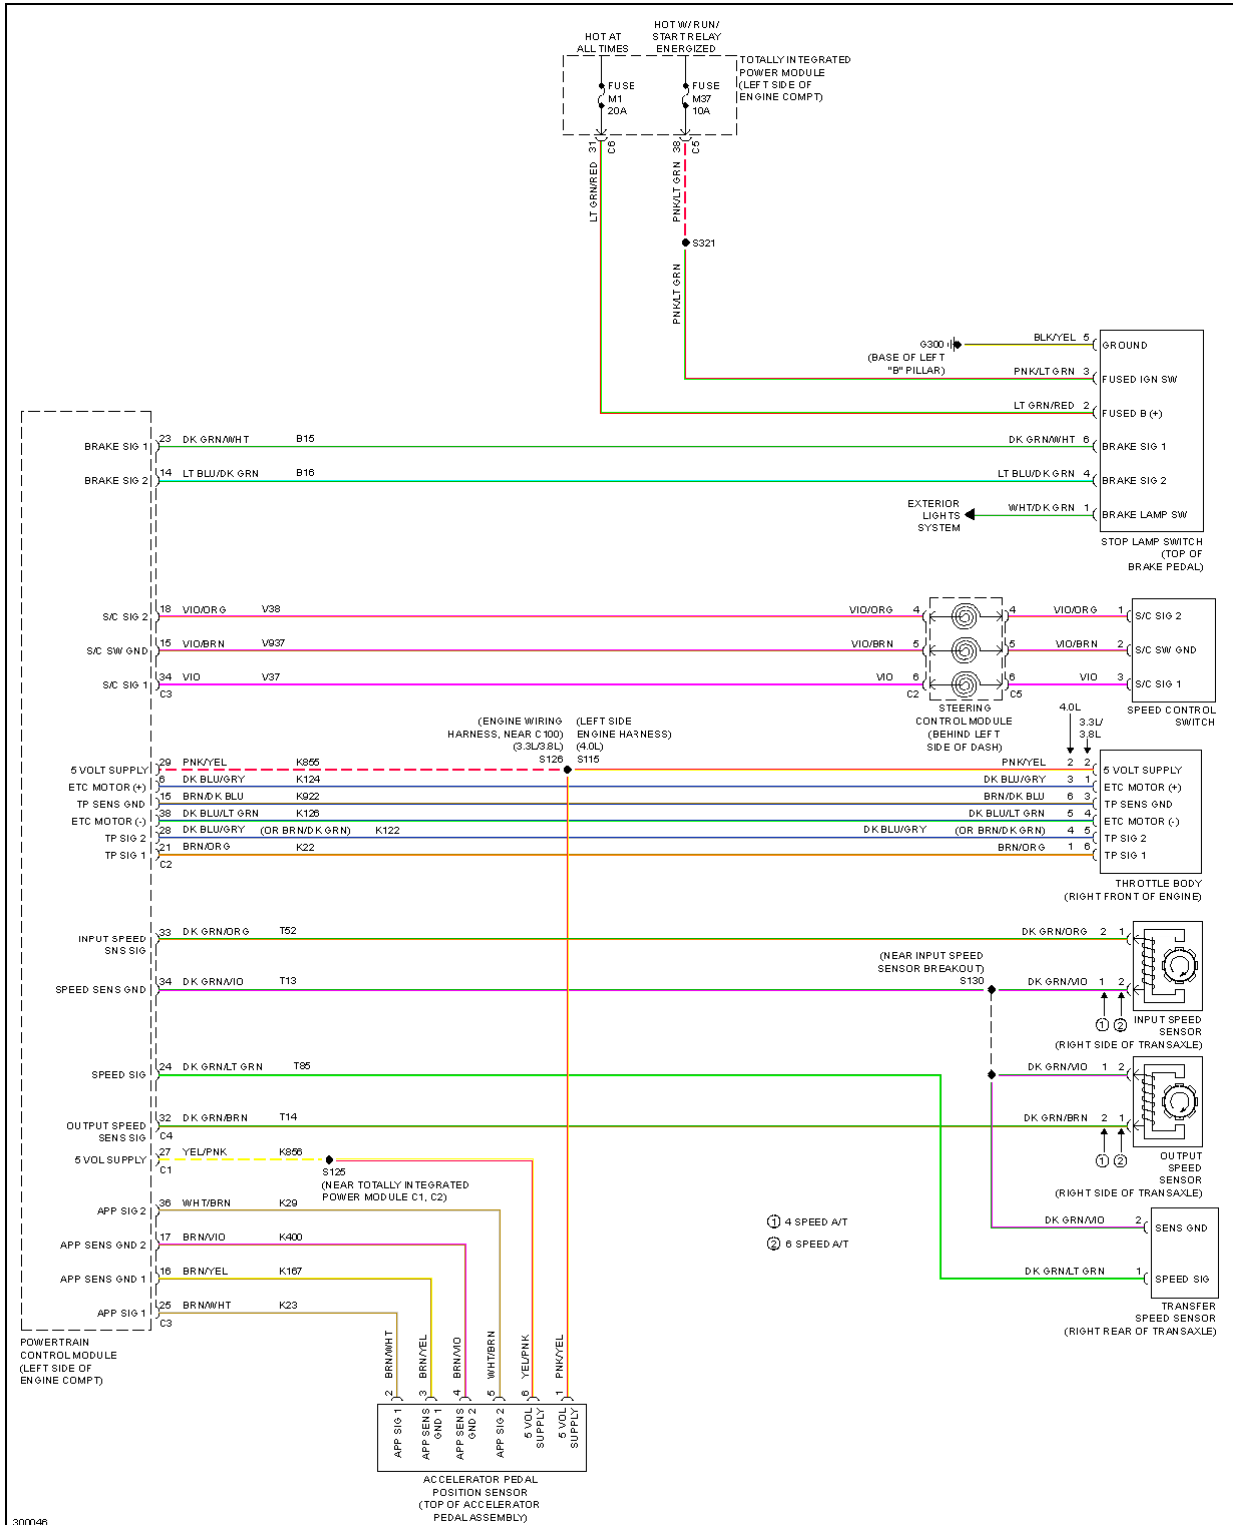 HOT AT
ALL TIMES
HOT W/ RUN/
START RELAY
ENERGIZED
FUSE
M1
20A
FUSE
M37
10A
TOTALLY INTEGRATED
POWER MODULE
(LEFT SIDE OF
ENGINE COMPT)
31
C6
38
C5
LT GRN/RED
PNK/LT GRN
S321
PNK/LT GRN
G300
(BASE OF LEFT
"B" PILLAR)
BLK/YEL 5
GROUND
PNK/LT GRN 3
FUSED IGN SW
LT GRN/RED 2
FUSED B (+)
BRAKE SIG 1
23 DK GRN/WHT B15
DK GRN/WHT 6
BRAKE SIG 1
BRAKE SIG 2
14 LT BLU/DK GRN B16
LT BLU/DK GRN 4
BRAKE SIG 2
EXTERIOR
LIGHTS
SYSTEM
WHT/DK GRN 1
BRAKE LAMP SW
STOP LAMP SWITCH
(TOP OF
BRAKE PEDAL)
S/C SIG 2
18 VIO/ORG V38
VIO/ORG 4
4 VIO/ORG 1
S/C SIG 2
S/C SW GND
15 VIO/BRN V937
VIO/BRN 5
5 VIO/BRN 2
S/C SW GND
S/C SIG 1
34 VIO V37
C3
VIO 6
C2
6 VIO 3
C5
S/C SIG 1
STEERING
CONTROL MODULE
(BEHIND LEFT
SIDE OF DASH)
SPEED CONTROL
SWITCH
4.0L
3.3L/
3.8L
(ENGINE WIRING
HARNESS, NEAR C100)
(3.3L/3.8L)
S126
(LEFT SIDE
ENGINE HARNESS)
(4.0L)
S115
5 VOLT SUPPLY
29 PNK/YEL K855
PNK/YEL 2 2
5 VOLT SUPPLY
ETC MOTOR (+)
6 DK BLU/GRY K124
DK BLU/GRY 3 1
ETC MOTOR (+)
TP SENS GND
15 BRN/DK BLU K922
BRN/DK BLU 6 3
TP SENS GND
ETC MOTOR (-)
38 DK BLU/LT GRN K126
DK BLU/LT GRN 5 4
ETC MOTOR (-)
TP SIG 2
28 DK BLU/GRY (OR BRN/DK GRN) K122
DK BLU/GRY (OR BRN/DK GRN) 4 5
TP SIG 2
TP SIG 1
21 BRN/ORG K22
C2
BRN/ORG 1 6
TP SIG 1
THROTTLE BODY
(RIGHT FRONT OF ENGINE)
INPUT SPEED
SNS SIG
33 DK GRN/ORG T52
DK GRN/ORG 2 1
(NEAR INPUT SPEED
SENSOR BREAKOUT)
S130
SPEED SENS GND
34 DK GRN/VIO T13
DK GRN/VIO 1 2
1 2
INPUT SPEED
SENSOR
(RIGHT SIDE OF TRANSAXLE)
SPEED SIG
24 DK GRN/LT GRN T85
DK GRN/VIO 1 2
OUTPUT SPEED
SENS SIG
32 DK GRN/BRN T14
C4
DK GRN/BRN 2 1
1 2
OUTPUT
SPEED
SENSOR
(RIGHT SIDE OF TRANSAXLE)
5 VOL SUPPLY
27 YEL/PNK K856
C1
S125
(NEAR TOTALLY INTEGRATED
POWER MODULE C1, C2)
APP SIG 2
36 WHT/BRN K29
APP SENS GND 2
17 BRN/VIO K400
APP SENS GND 1
16 BRN/YEL K167
APP SIG 1
25 BRN/WHT K23
C3
1 4 SPEED A/T
2 6 SPEED A/T
DK GRN/VIO 2
SENS GND
DK GRN/LT GRN 1
SPEED SIG
TRANSFER
SPEED SENSOR
(RIGHT REAR OF TRANSAXLE)
POWERTRAIN
CONTROL MODULE
(LEFT SIDE OF
ENGINE COMPT)
2 BRN/WHT
3 BRN/YEL
4 BRN/VIO
5 WHT/BRN
6 YEL/PNK
1 PNK/YEL
APP SIG 1
APP SENS
GND 1
APP SENS
GND 2
APP SIG 2
5 VOL
SUPPLY
5 VOL
SUPPLY
ACCELERATOR PEDAL
POSITION SENSOR
(TOP OF ACCELERATOR
PEDAL ASSEMBLY)
300046